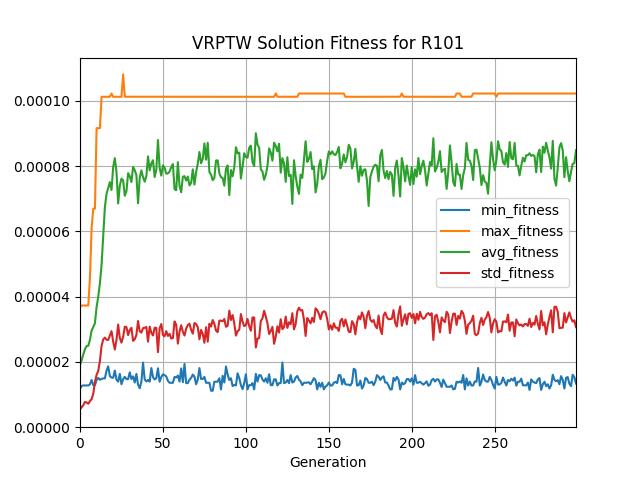 VRPTW Solution Fitness for R101
0.00010
0.00008
0.00006
0.00004
0.00002
0.00000
min_fitness
max_fitness
avg_fitness
std_fitness
0 50 100 150 200 250
Generation